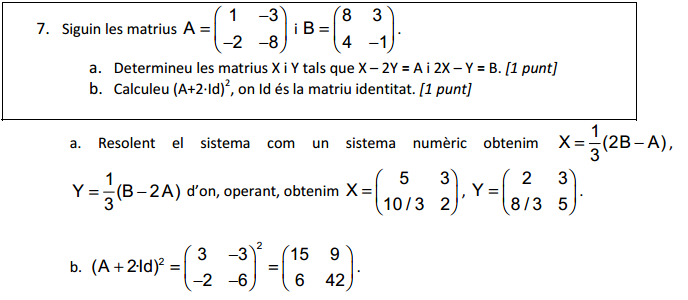 7. Siguin les matrius A = ( 1 −3 ; −2 −8 ) i B = ( 8 3 ; 4 −1 ).
a. Determineu les matrius X i Y tals que X – 2Y = A i 2X – Y = B. [1 punt]
b. Calculeu (A+2·Id)², on Id és la matriu identitat. [1 punt]
a. Resolent el sistema com un sistema numèric obtenim X = 1/3 (2B − A),
Y = 1/3 (B − 2A) d’on, operant, obtenim X = ( 5 3 ; 10/3 2 ), Y = ( 2 3 ; 8/3 5 ).
b. (A + 2·Id)² = ( 3 −3 ; −2 −6 )² = ( 15 9 ; 6 42 ).